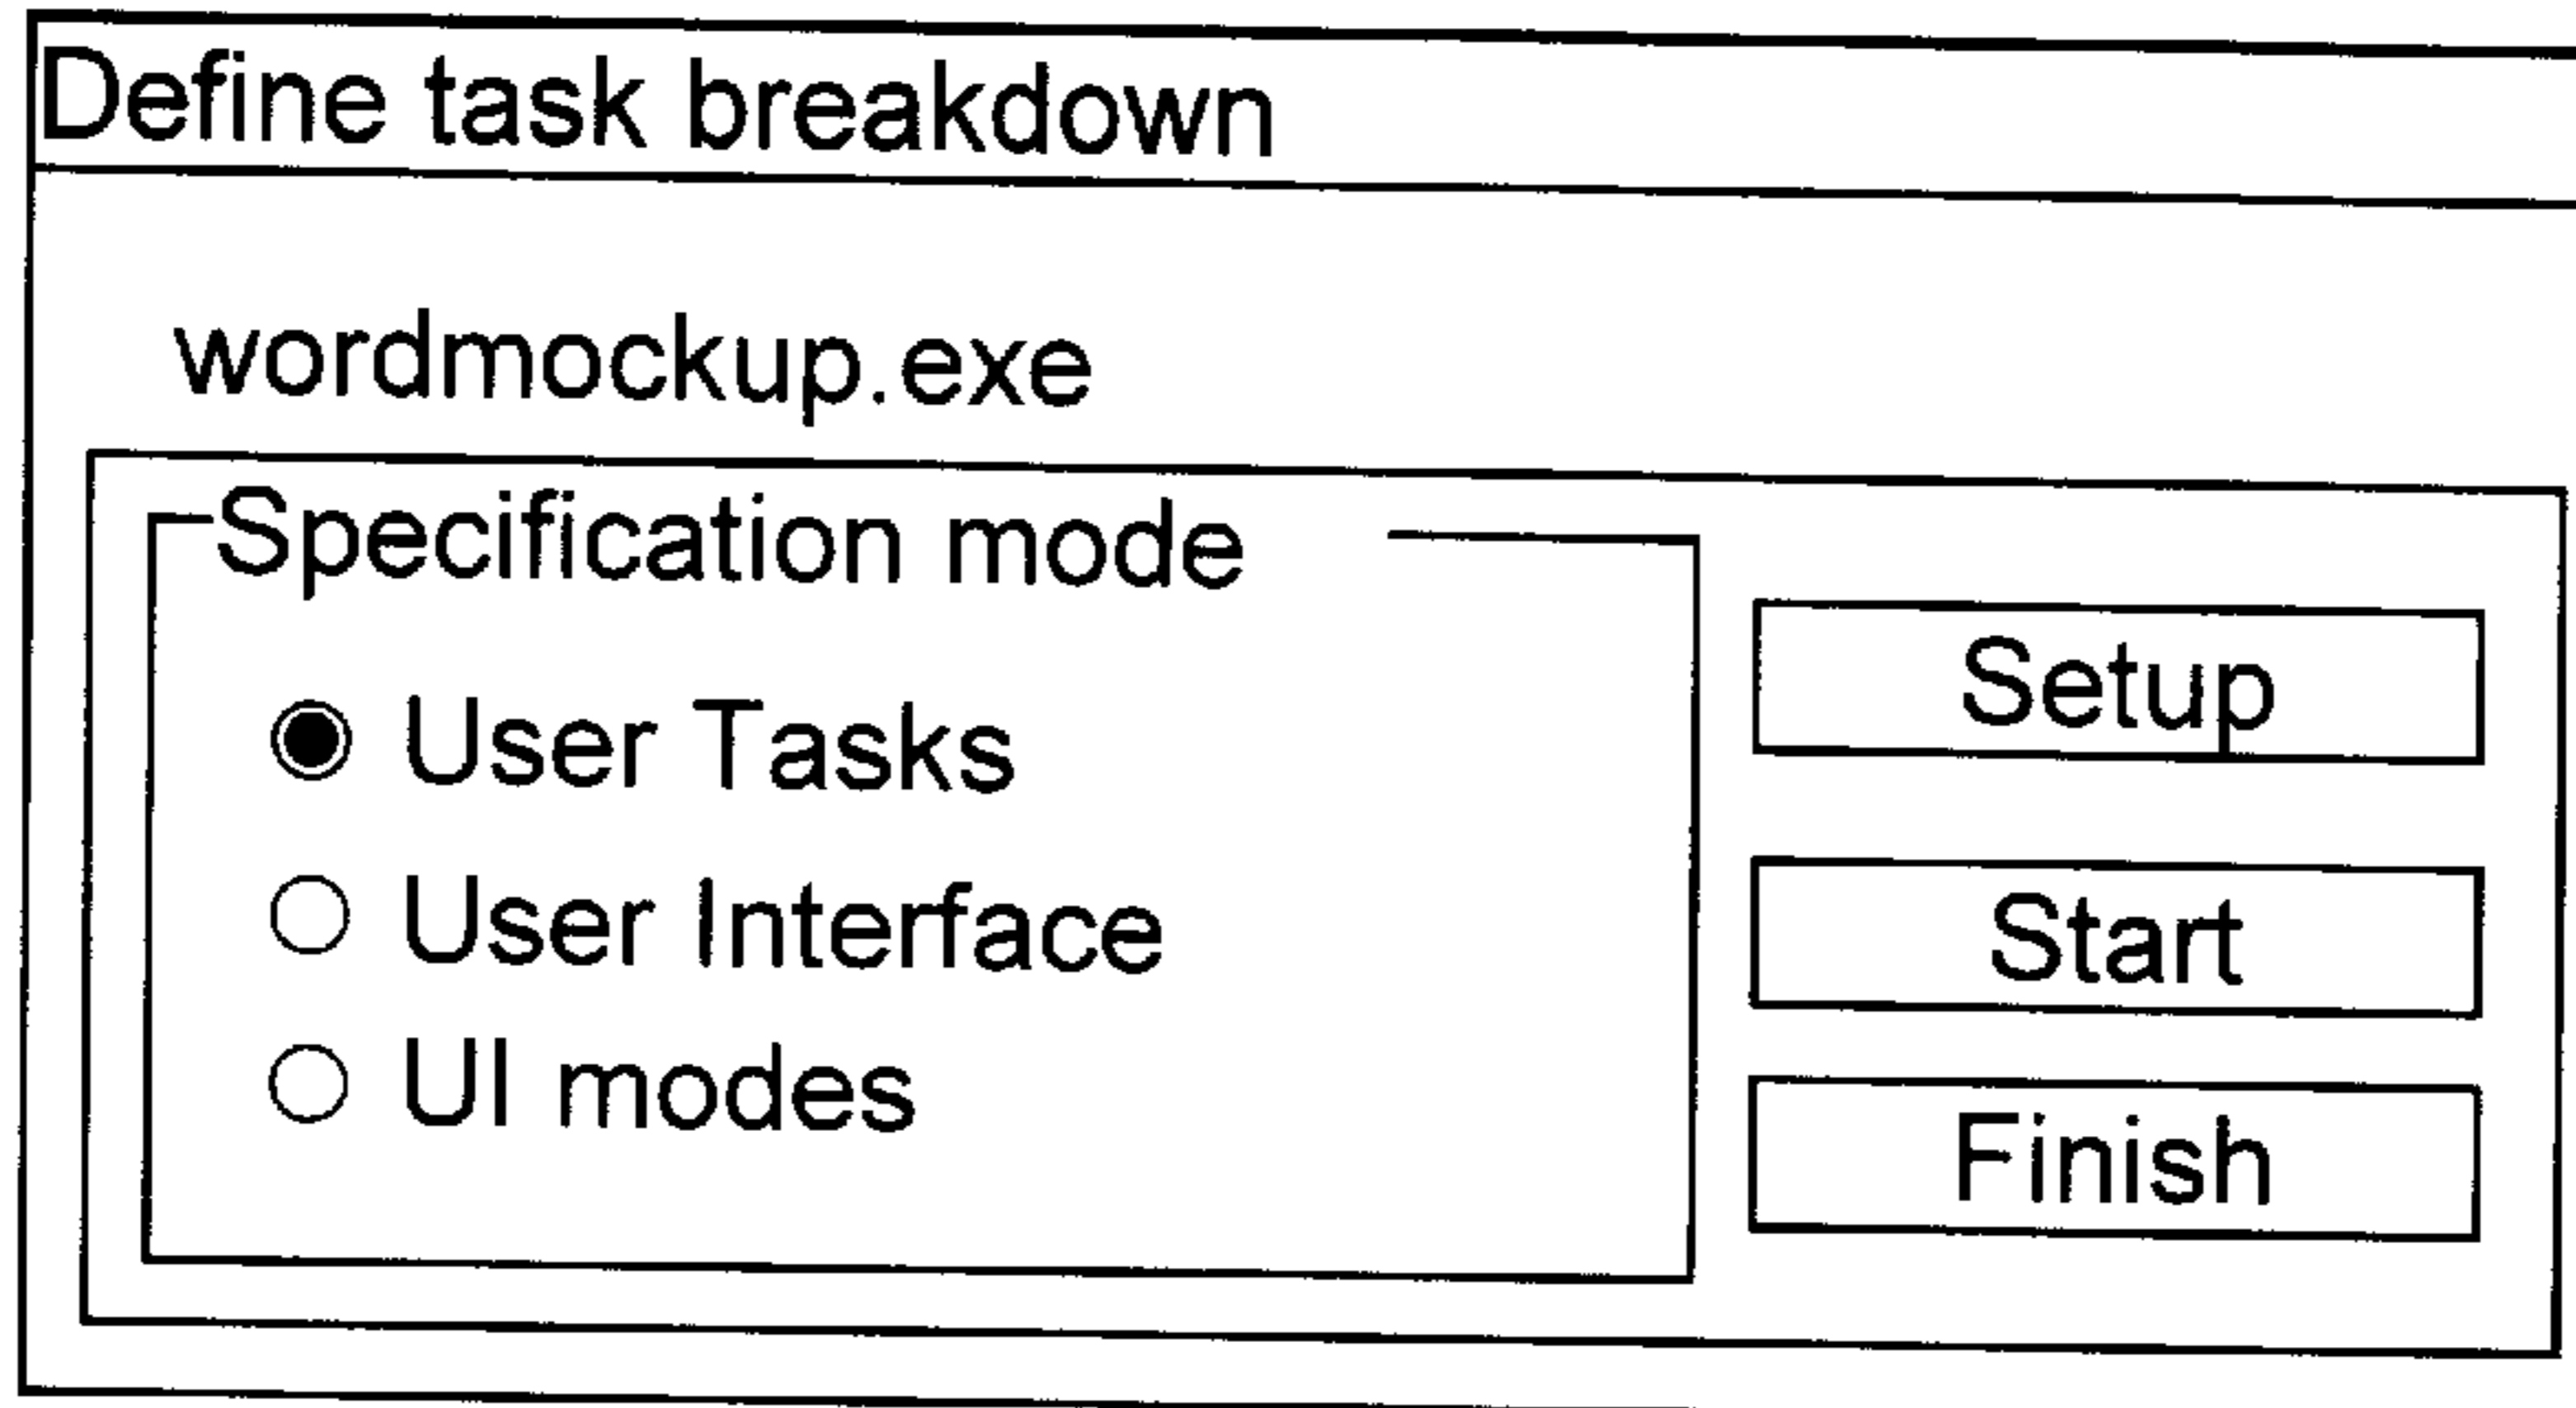 Define task breakdown
wordmockup.exe
Specification mode
User Tasks
User Interface
UI modes
Setup
Start
Finish